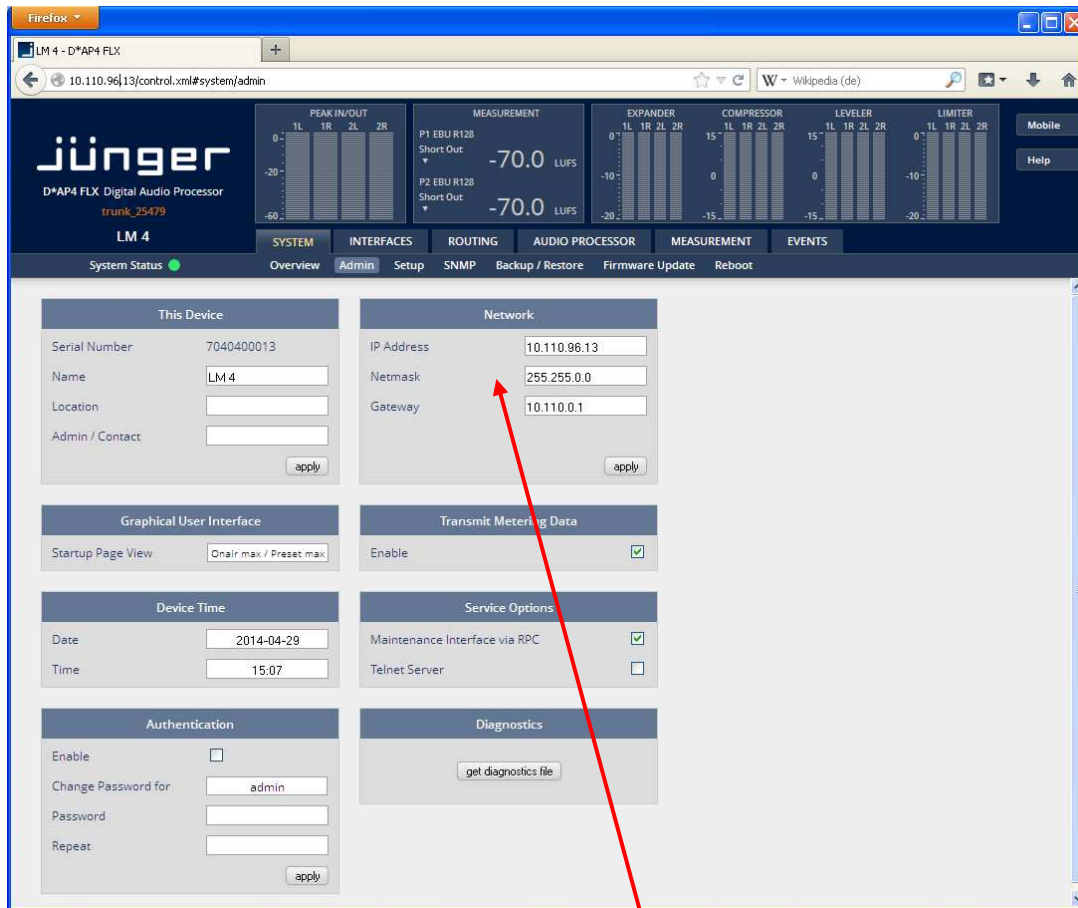 Firefox
LM 4 - D*AP4 FLX
10.110.96.13/control.xml#system/admin
W Wikipedia (de)
jünger
D*AP4 FLX Digital Audio Processor
trunk_25479
LM 4
System Status
PEAK IN/OUT
1L 1R 2L 2R
0
-20
-60
MEASUREMENT
P1 EBU R128
Short Out
-70.0 LUFS
P2 EBU R128
Short Out
-70.0 LUFS
EXPANDER
1L 1R 2L 2R
0
-10
-20
COMPRESSOR
1L 1R 2L 2R
15
0
-15
LEVELER
1L 1R 2L 2R
15
0
-15
LIMITER
1L 1R 2L 2R
0
-10
-20
Mobile
Help
SYSTEM INTERFACES ROUTING AUDIO PROCESSOR MEASUREMENT EVENTS
Overview Admin Setup SNMP Backup / Restore Firmware Update Reboot
This Device
Serial Number 7040400013
Name LM 4
Location
Admin / Contact
apply
Network
IP Address 10.110.96.13
Netmask 255.255.0.0
Gateway 10.110.0.1
apply
Graphical User Interface
Startup Page View Onair max / Preset max
Transmit Metering Data
Enable
Device Time
Date 2014-04-29
Time 15:07
Service Options
Maintenance Interface via RPC
Telnet Server
Authentication
Enable
Change Password for admin
Password
Repeat
apply
Diagnostics
get diagnostics file